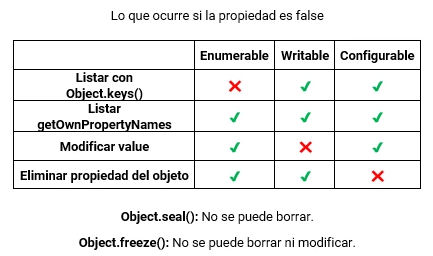 Lo que ocurre si la propiedad es false
Enumerable Writable Configurable
Listar con
Object.keys()
Listar
getOwnPropertyNames
Modificar value
Eliminar propiedad del objeto
Object.seal(): No se puede borrar.
Object.freeze(): No se puede borrar ni modificar.